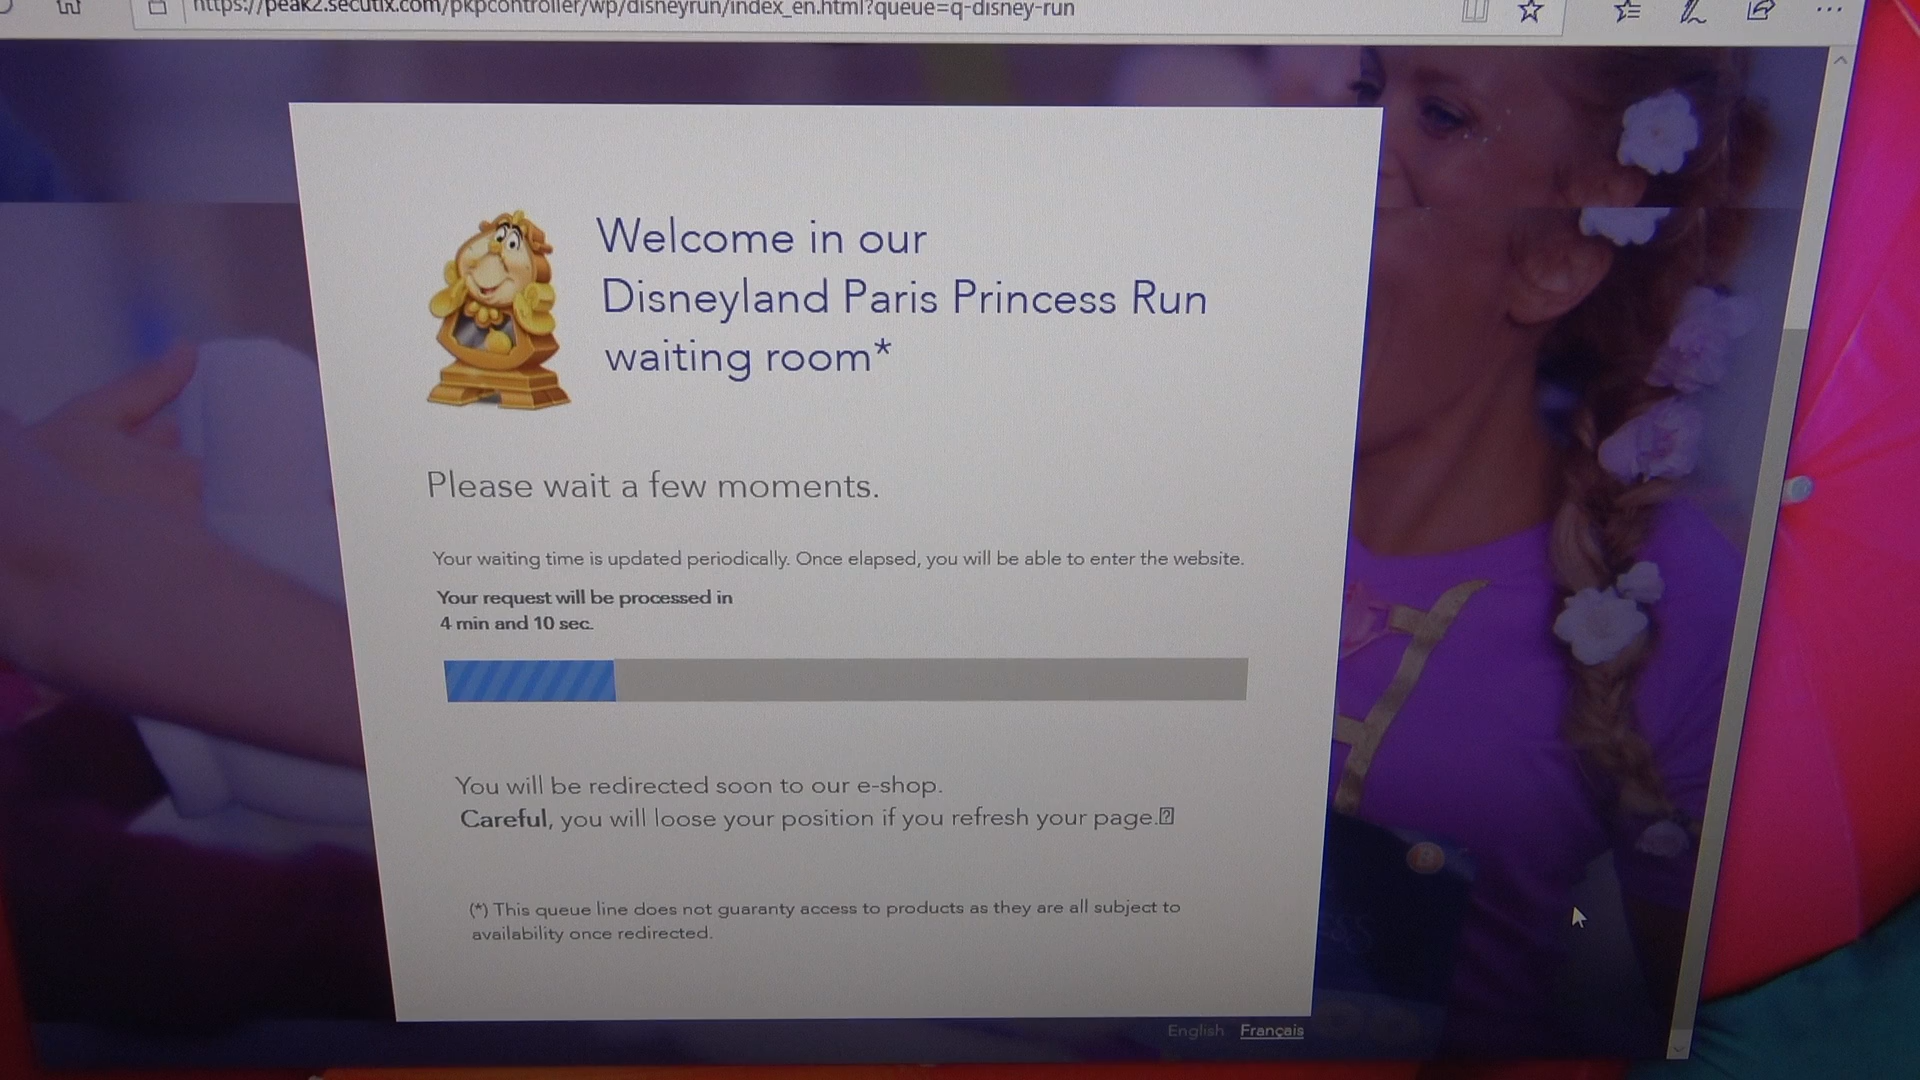 https://peak2.secutix.com/pkpcontroller/wp/disneyrun/index_en.html?queue=q-disney-run
Welcome in our
Disneyland Paris Princess Run
waiting room*
Please wait a few moments.
Your waiting time is updated periodically. Once elapsed, you will be able to enter the website.
Your request will be processed in
4 min and 10 sec.
You will be redirected soon to our e-shop.
Careful, you will loose your position if you refresh your page.
(*) This queue line does not guaranty access to products as they are all subject to
availability once redirected.
English Français